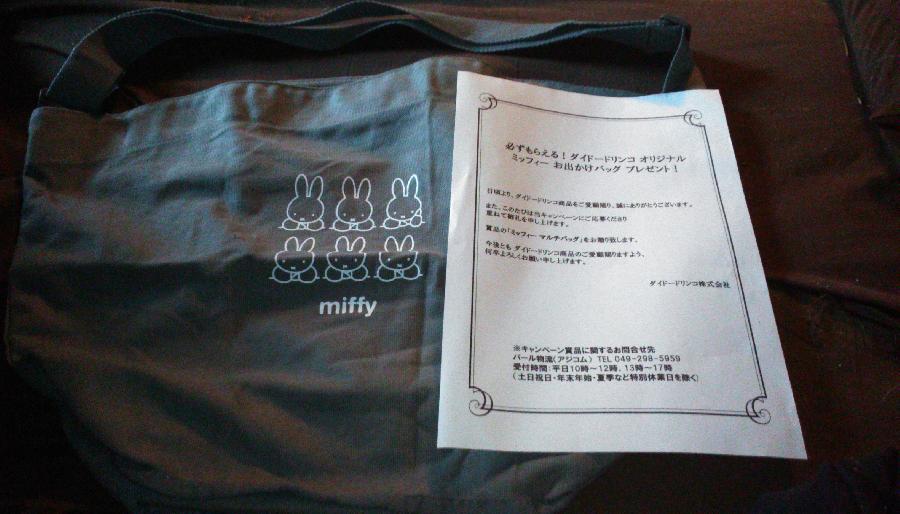 miffy
必ずもらえる！ダイドードリンコ オリジナル
ミッフィー お出かけバッグ プレゼント！
日頃より、ダイドードリンコ商品をご愛顧賜り、誠にありがとうございます。
また、このたびは当キャンペーンにご応募くださり
重ねて御礼を申し上げます。
賞品の「ミッフィー マルチバッグ」をお贈り致します。
今後とも ダイドードリンコ商品のご愛顧賜りますよう、
何卒よろしくお願い申し上げます。
ダイドードリンコ株式会社
※キャンペーン賞品に関するお問合せ先
パール物流（アジコム） TEL 049-298-5959
受付時間：平日10時～12時、13時～17時
（土日祝日・年末年始・夏季など特別休業日を除く）